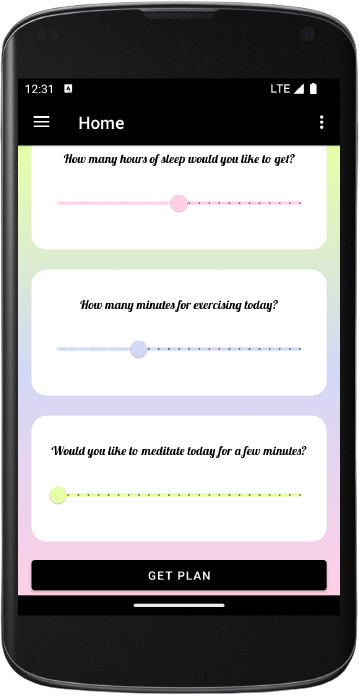 12:31 A LTE
Home
How many hours of sleep would you like to get?
How many minutes for exercising today?
Would you like to meditate today for a few minutes?
GET PLAN